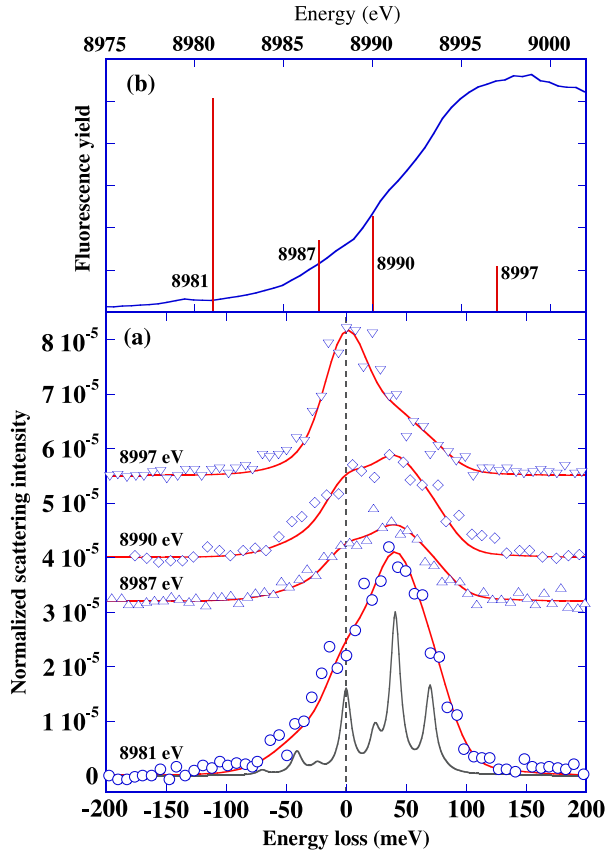 Energy (eV)
8975 8980 8985 8990 8995 9000
(b)
Fluorescence yield
8981
8987
8990
8997
(a)
8 10-5
7 10-5
6 10-5
5 10-5
4 10-5
3 10-5
2 10-5
1 10-5
0
Normalized scattering intensity
8997 eV
8990 eV
8987 eV
8981 eV
-200 -150 -100 -50 0 50 100 150 200
Energy loss (meV)